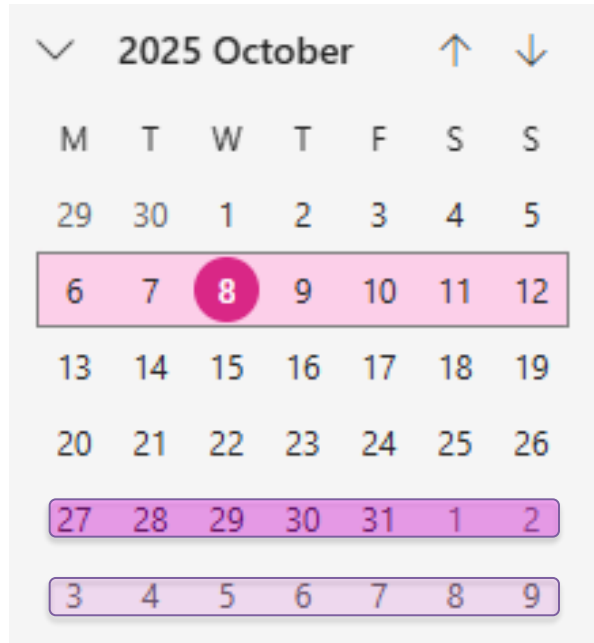 2025 October
M T W T F S S
29 30 1 2 3 4 5
6 7 8 9 10 11 12
13 14 15 16 17 18 19
20 21 22 23 24 25 26
27 28 29 30 31 1 2
3 4 5 6 7 8 9